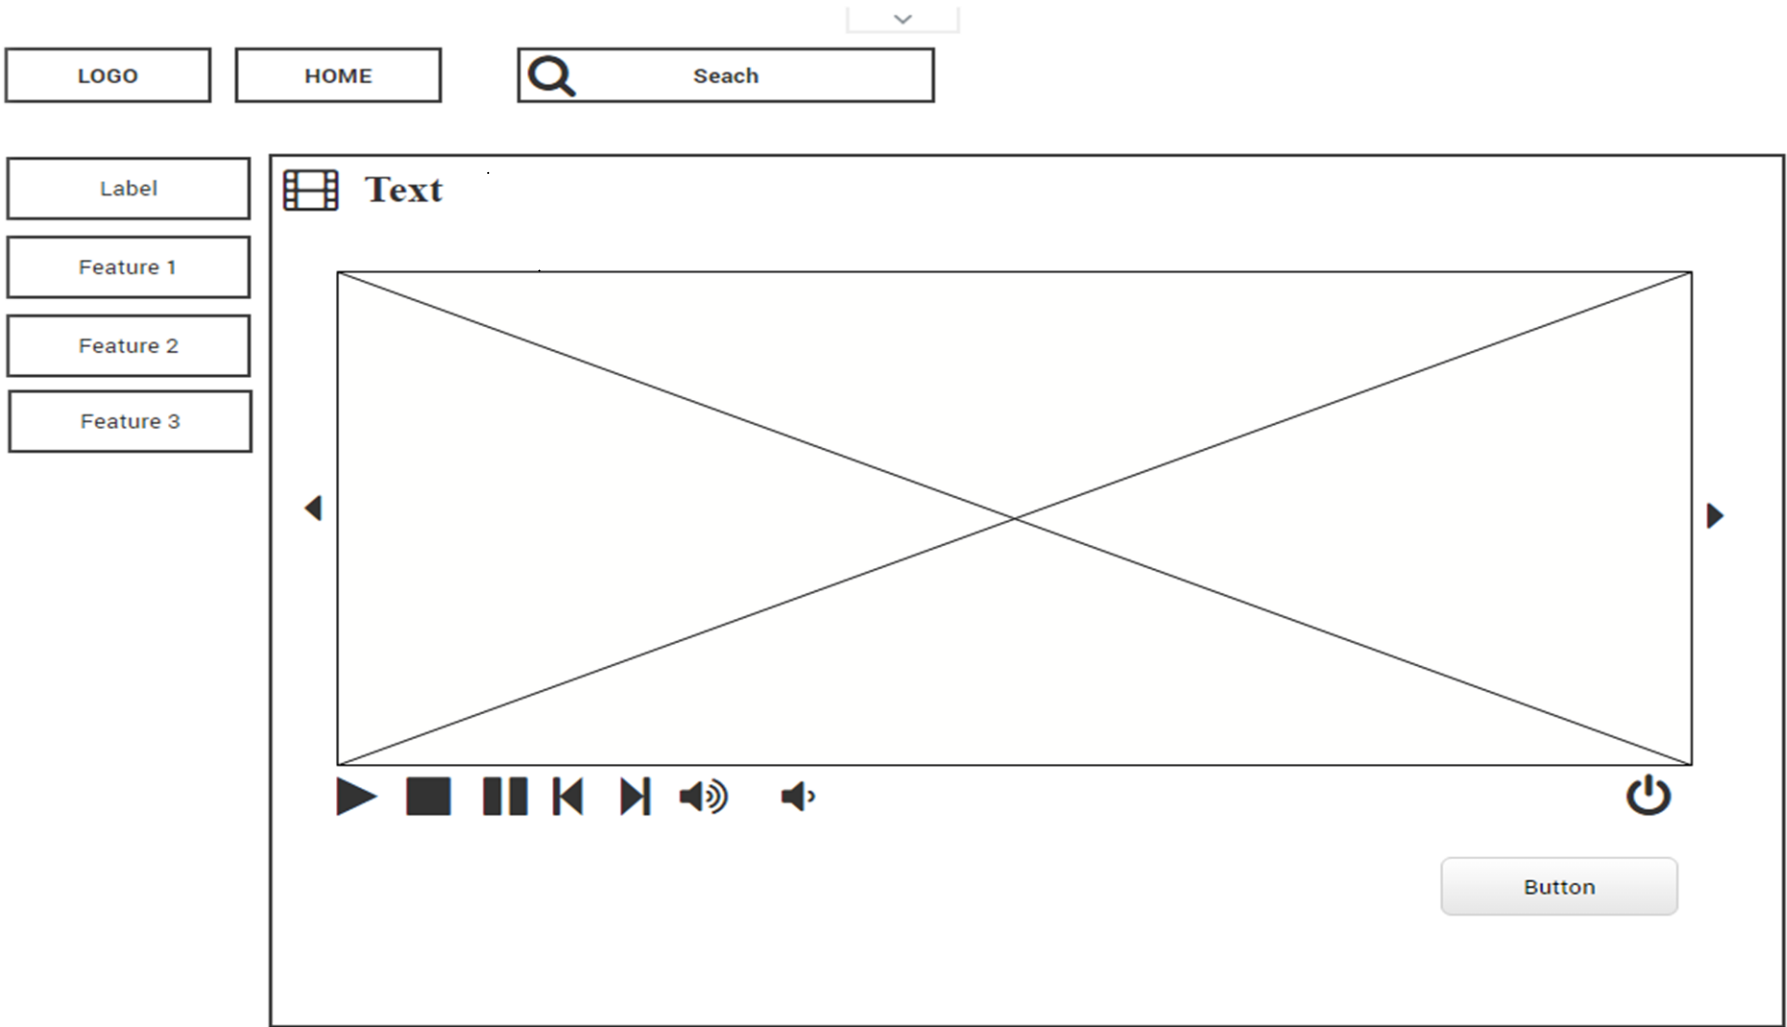 LOGO
HOME
Seach
Label
Feature 1
Feature 2
Feature 3
Text
Button